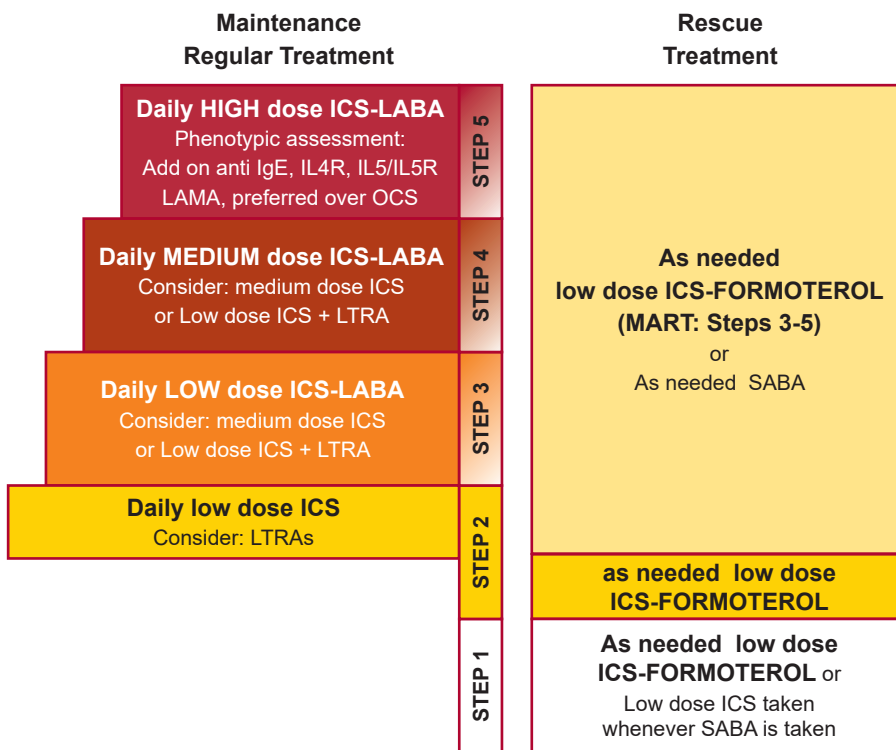 Maintenance
Regular Treatment
Rescue
Treatment
Daily HIGH dose ICS-LABA
Phenotypic assessment:
Add on anti IgE, IL4R, IL5/IL5R
LAMA, preferred over OCS
STEP 5
Daily MEDIUM dose ICS-LABA
Consider: medium dose ICS
or Low dose ICS + LTRA
STEP 4
Daily LOW dose ICS-LABA
Consider: medium dose ICS
or Low dose ICS + LTRA
STEP 3
Daily low dose ICS
Consider: LTRAs
STEP 2
STEP 1
As needed
low dose ICS-FORMOTEROL
(MART: Steps 3-5)
or
As needed SABA
as needed low dose
ICS-FORMOTEROL
As needed low dose
ICS-FORMOTEROL or
Low dose ICS taken
whenever SABA is taken